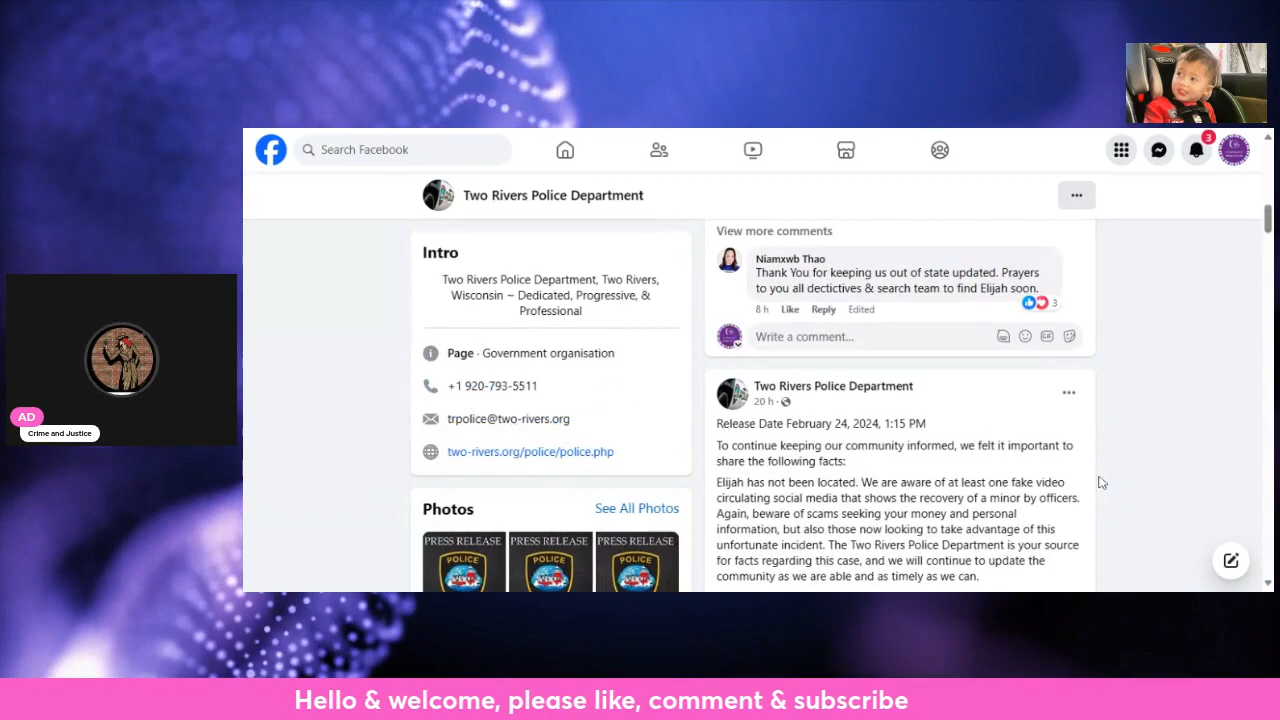 Search Facebook
3
Two Rivers Police Department
Intro
Two Rivers Police Department, Two Rivers,
Wisconsin ~ Dedicated, Progressive, &
Professional
Page · Government organisation
+1 920-793-5511
trpolice@two-rivers.org
two-rivers.org/police/police.php
Photos
See All Photos
PRESS RELEASE
POLICE
PRESS RELEASE
POLICE
PRESS RELEASE
POLICE
View more comments
Niamxwb Thao
Thank You for keeping us out of state updated. Prayers
to you all dectictives & search team to find Elijah soon.
3
8 h Like Reply Edited
Write a comment...
GIF
Two Rivers Police Department
20 h ·
Release Date February 24, 2024, 1:15 PM
To continue keeping our community informed, we felt it important to
share the following facts:
Elijah has not been located. We are aware of at least one fake video
circulating social media that shows the recovery of a minor by officers.
Again, beware of scams seeking your money and personal
information, but also those now looking to take advantage of this
unfortunate incident. The Two Rivers Police Department is your source
for facts regarding this case, and we will continue to update the
community as we are able and as timely as we can.
AD
Crime and Justice
Hello & welcome, please like, comment & subscribe